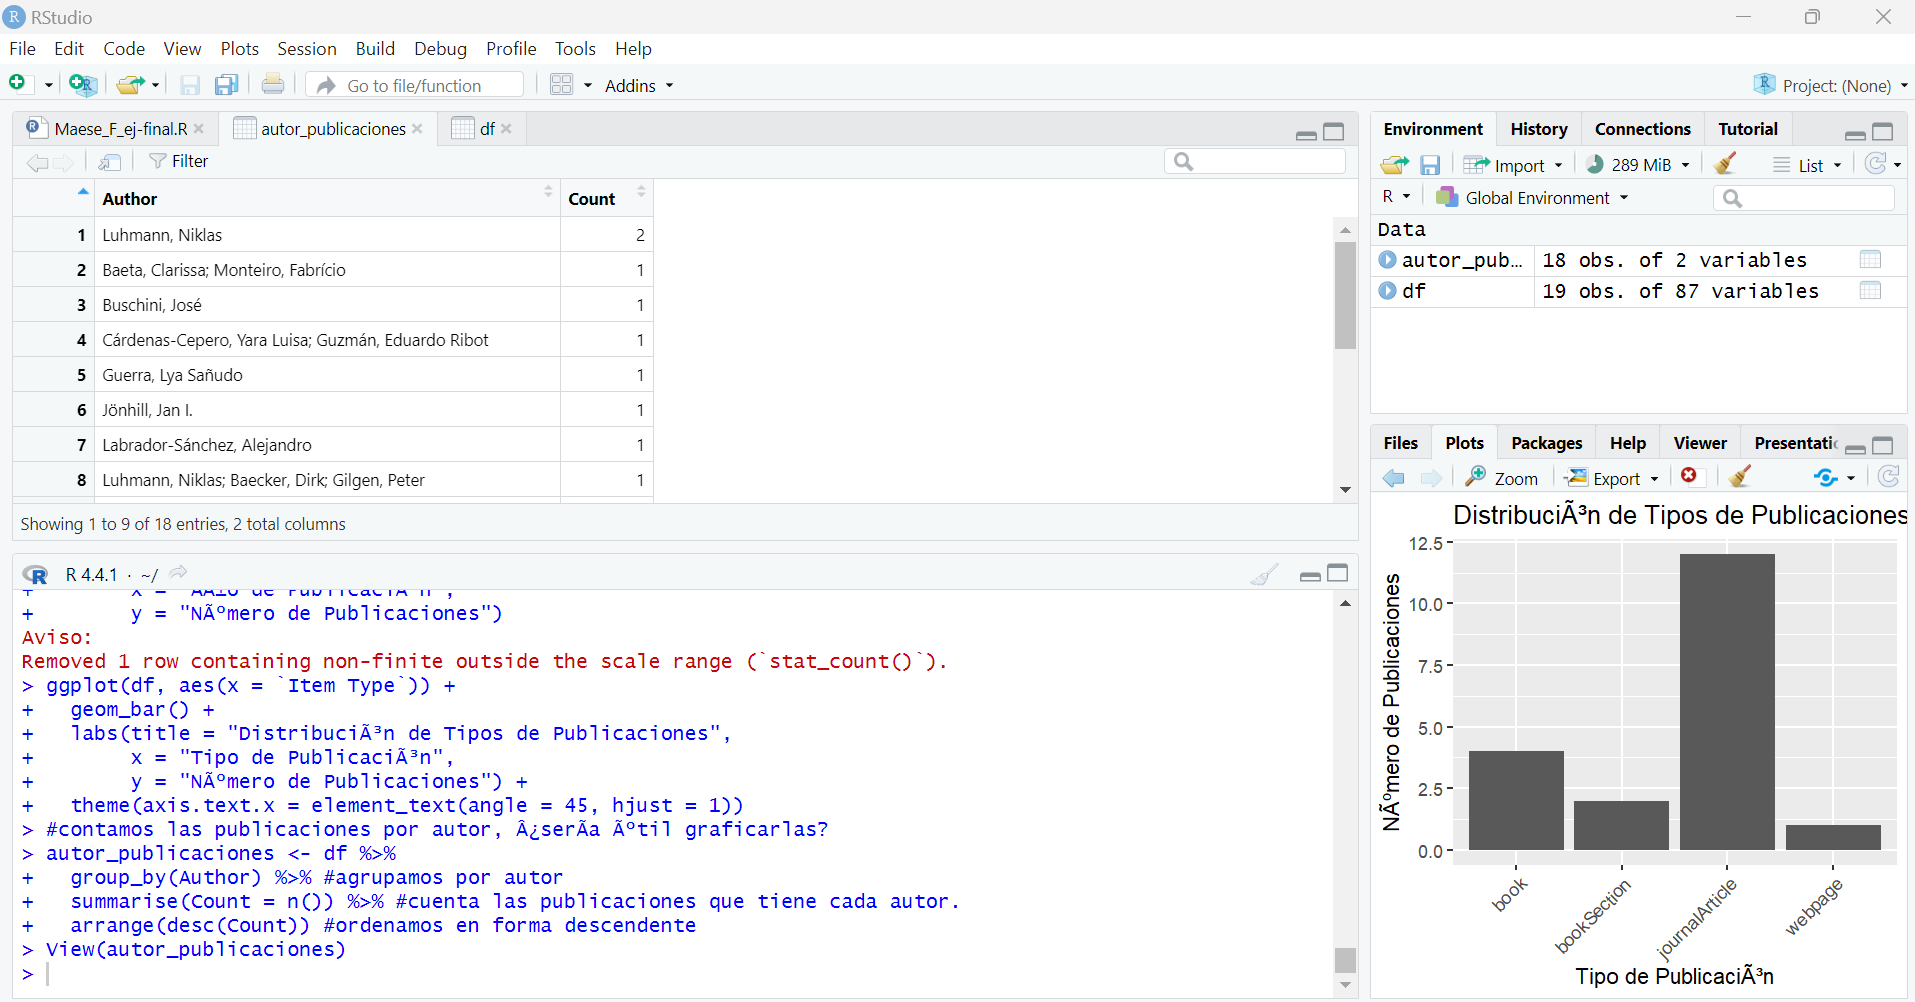 RStudio
File Edit Code View Plots Session Build Debug Profile Tools Help
Go to file/function Addins Project: (None)
Maese_F_ej-final.R autor_publicaciones df
Filter
Author Count
1 Luhmann, Niklas 2
2 Baeta, Clarissa; Monteiro, Fabrício 1
3 Buschini, José 1
4 Cárdenas-Cepero, Yara Luisa; Guzmán, Eduardo Ribot 1
5 Guerra, Lya Sañudo 1
6 Jönhill, Jan I. 1
7 Labrador-Sánchez, Alejandro 1
8 Luhmann, Niklas; Baecker, Dirk; Gilgen, Peter 1
Showing 1 to 9 of 18 entries, 2 total columns
R 4.4.1 · ~/
+ y = "NÃºmero de Publicaciones")
Aviso:
Removed 1 row containing non-finite outside the scale range (`stat_count()`).
> ggplot(df, aes(x = `Item Type`)) +
+ geom_bar() +
+ labs(title = "DistribuciÃ³n de Tipos de Publicaciones",
+ x = "Tipo de PublicaciÃ³n",
+ y = "NÃºmero de Publicaciones") +
+ theme(axis.text.x = element_text(angle = 45, hjust = 1))
> #contamos las publicaciones por autor, Â¿serÃ­a Ãºtil graficarlas?
> autor_publicaciones <- df %>%
+ group_by(Author) %>% #agrupamos por autor
+ summarise(Count = n()) %>% #cuenta las publicaciones que tiene cada autor.
+ arrange(desc(Count)) #ordenamos en forma descendente
> View(autor_publicaciones)
>
Environment History Connections Tutorial
Import 289 MiB List
R Global Environment
Data
autor_pub… 18 obs. of 2 variables
df 19 obs. of 87 variables
Files Plots Packages Help Viewer Presentati
Zoom Export
DistribuciÃ³n de Tipos de Publicaciones
NÃºmero de Publicaciones
12.5
10.0
7.5
5.0
2.5
0.0
book bookSection journalArticle webpage
Tipo de PublicaciÃ³n